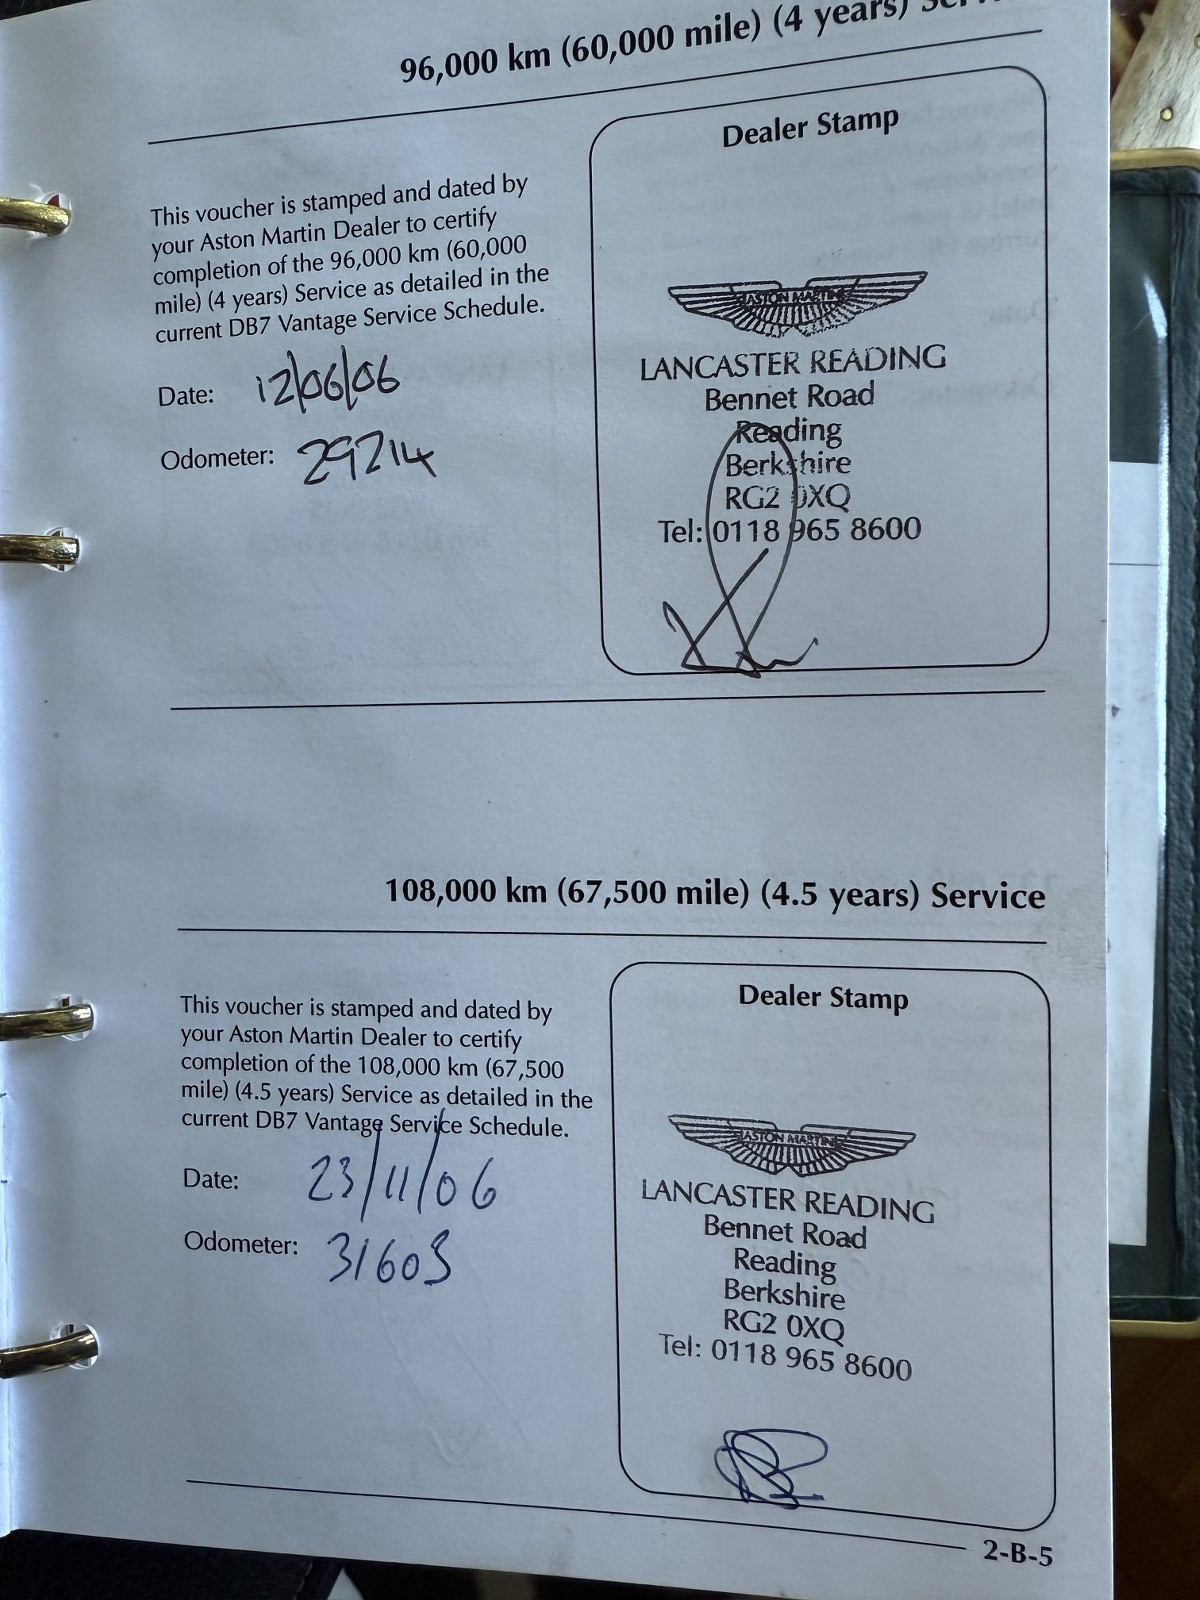 96,000 km (60,000 mile) (4 years)
Dealer Stamp
This voucher is stamped and dated by
your Aston Martin Dealer to certify
completion of the 96,000 km (60,000
mile) (4 years) Service as detailed in the
current DB7 Vantage Service Schedule.
Date: 12/06/06
Odometer: 29214
ASTON MARTIN
LANCASTER READING
Bennet Road
Reading
Berkshire
RG2 0XQ
Tel: 0118 965 8600
108,000 km (67,500 mile) (4.5 years) Service
Dealer Stamp
This voucher is stamped and dated by
your Aston Martin Dealer to certify
completion of the 108,000 km (67,500
mile) (4.5 years) Service as detailed in the
current DB7 Vantage Service Schedule.
Date: 23/11/06
Odometer: 31603
ASTON MARTIN
LANCASTER READING
Bennet Road
Reading
Berkshire
RG2 0XQ
Tel: 0118 965 8600
2-B-5